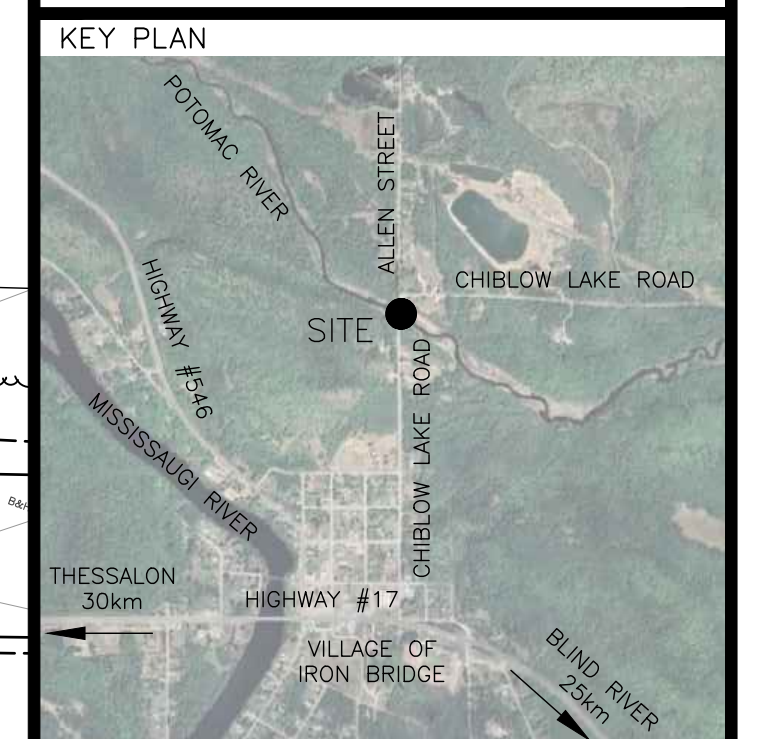 KEY PLAN
POTOMAC RIVER
ALLEN STREET
CHIBLOW LAKE ROAD
HIGHWAY #546
SITE
CHIBLOW LAKE ROAD
MISSISSAUGI RIVER
THESSALON
30km
HIGHWAY #17
VILLAGE OF
IRON BRIDGE
BLIND RIVER
25km